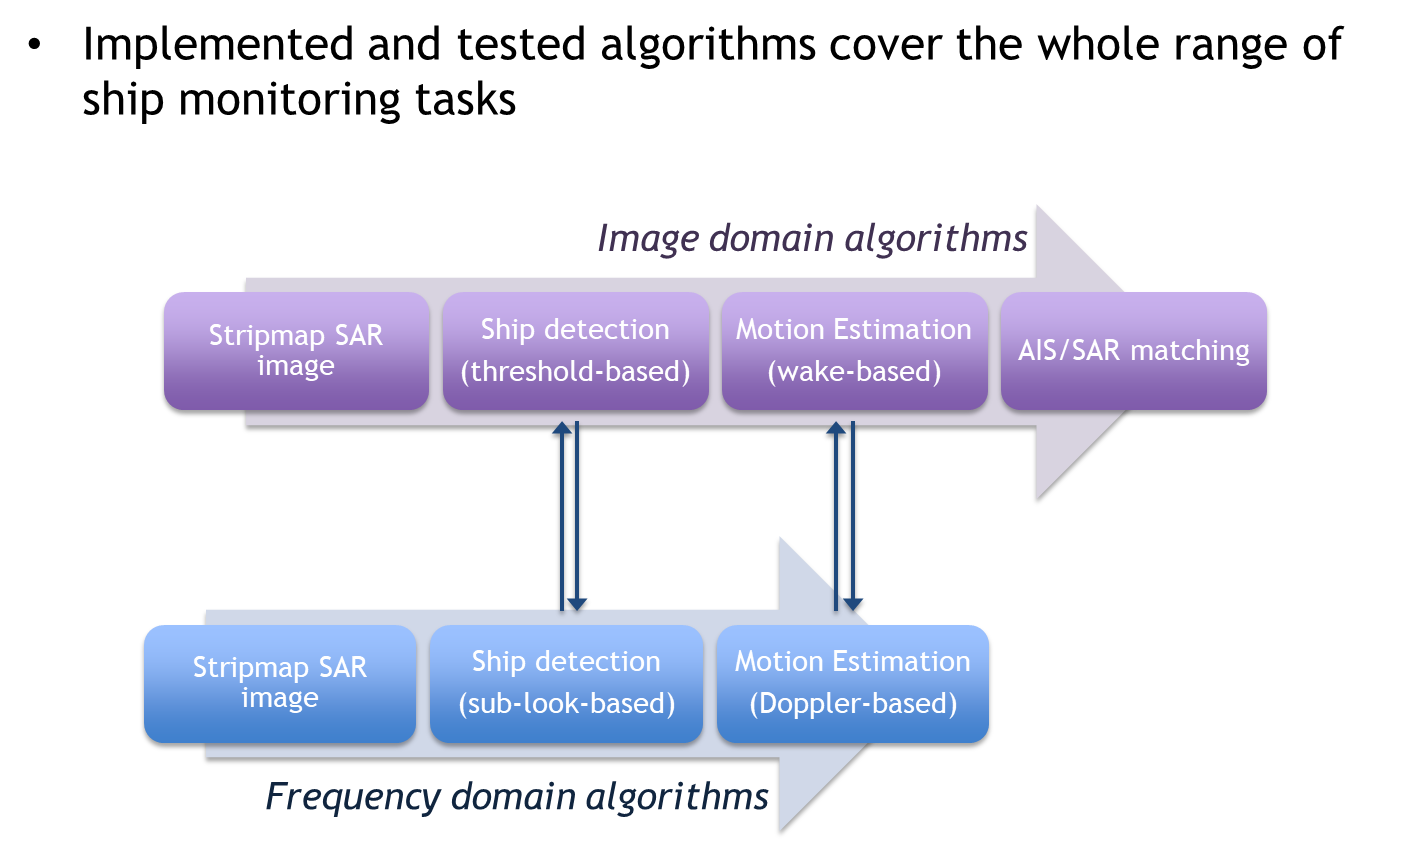 • Implemented and tested algorithms cover the whole range of
ship monitoring tasks
Image domain algorithms
Stripmap SAR
image
Ship detection
(threshold-based)
Motion Estimation
(wake-based)
AIS/SAR matching
Stripmap SAR
image
Ship detection
(sub-look-based)
Motion Estimation
(Doppler-based)
Frequency domain algorithms